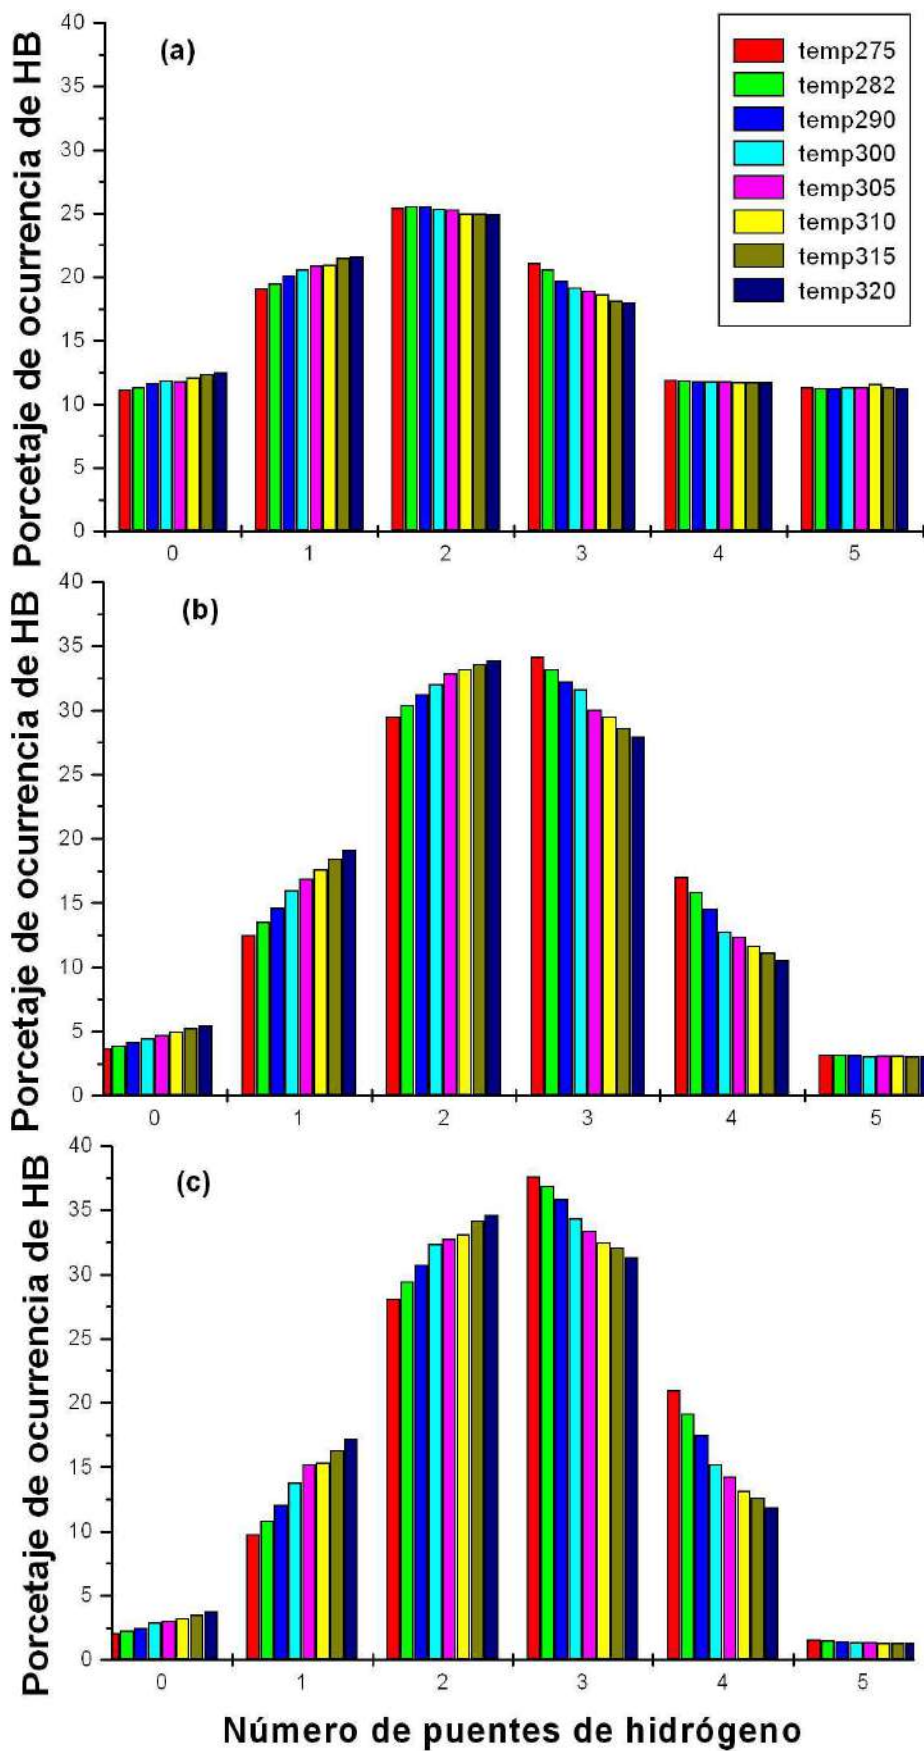 Porcetaje de ocurrencia de HB
40
35
30
25
20
15
10
5
0
(a)
temp275
temp282
temp290
temp300
temp305
temp310
temp315
temp320
0 1 2 3 4 5
Porcetaje de ocurrencia de HB
40
35
30
25
20
15
10
5
0
(b)
0 1 2 3 4 5
Porcetaje de ocurrencia de HB
40
35
30
25
20
15
10
5
0
(c)
0 1 2 3 4 5
Número de puentes de hidrógeno